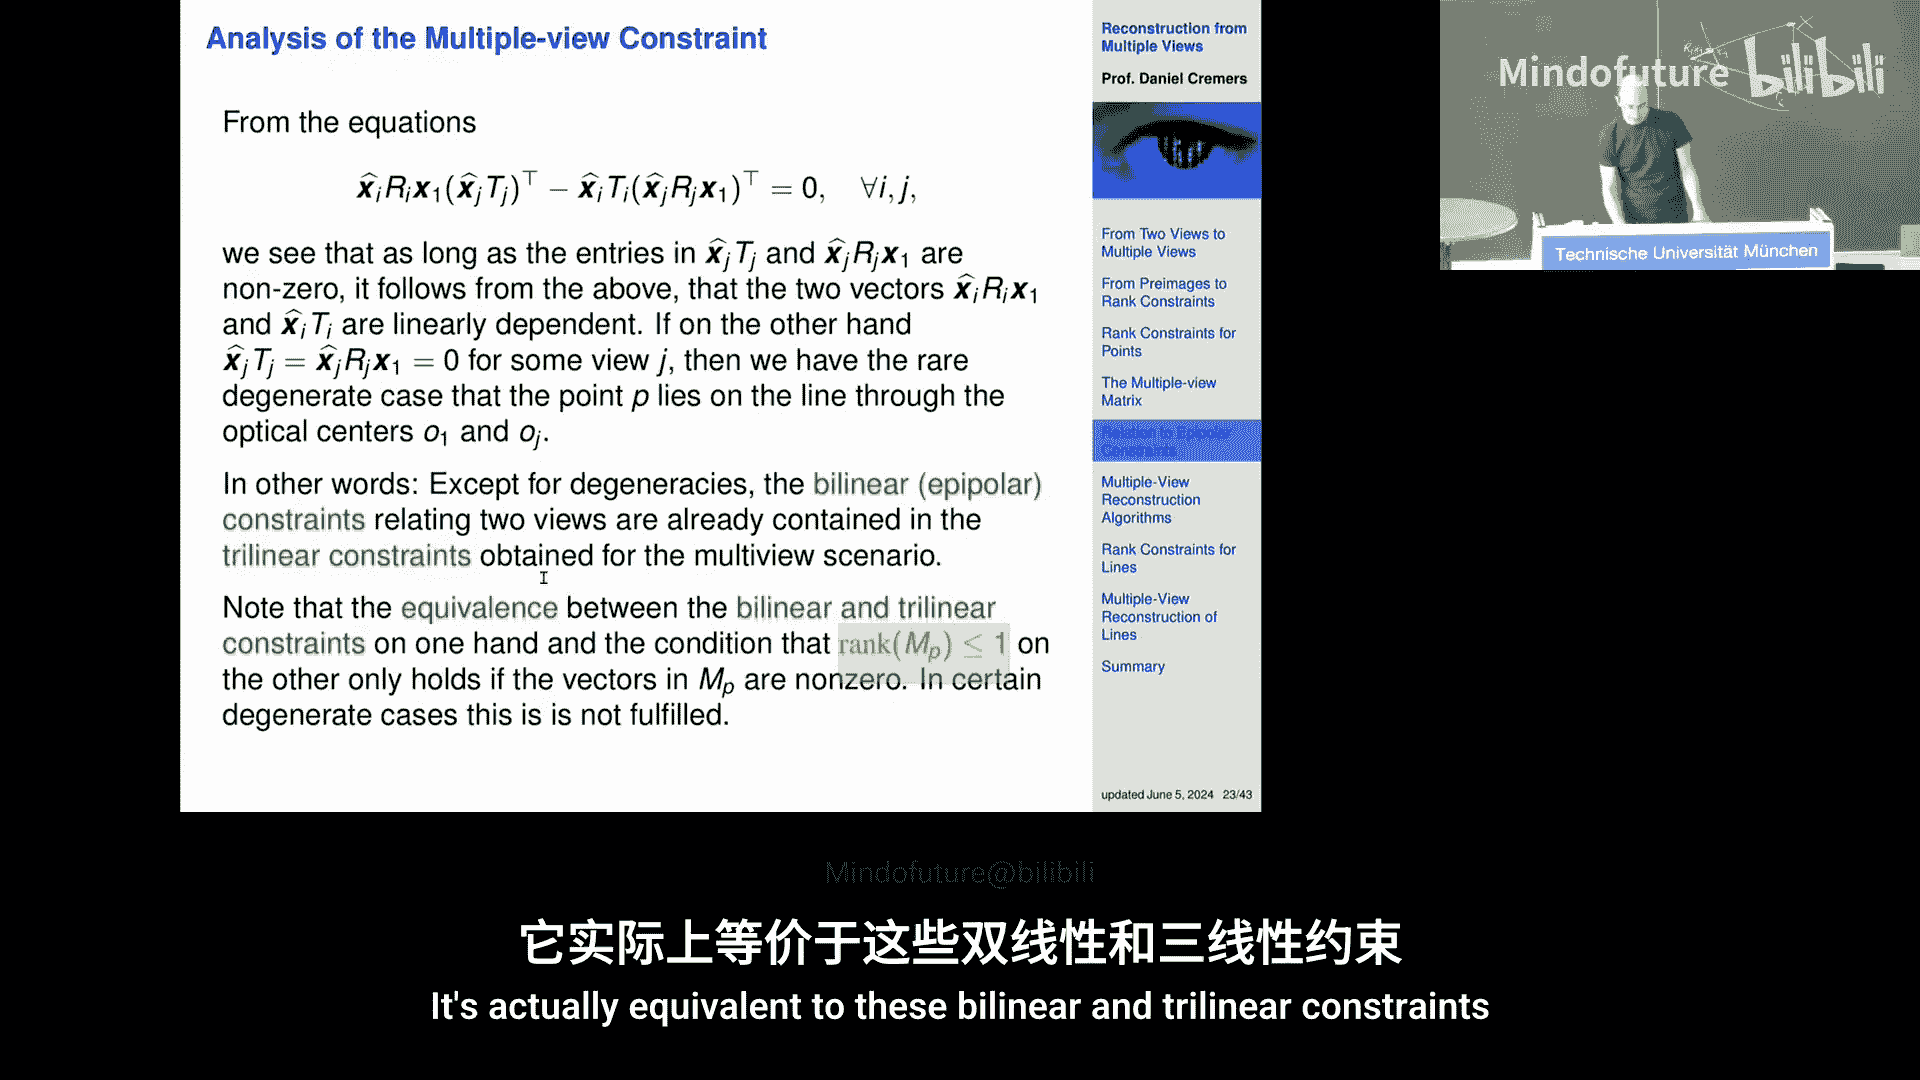 Analysis of the Multiple-view Constraint
From the equations
x̂ᵢRᵢx₁(x̂ⱼTⱼ)⊤ − x̂ᵢTᵢ(x̂ⱼRⱼx₁)⊤ = 0, ∀i, j,
we see that as long as the entries in x̂ⱼTⱼ and x̂ⱼRⱼx₁ are
non-zero, it follows from the above, that the two vectors x̂ᵢRᵢx₁
and x̂ᵢTᵢ are linearly dependent. If on the other hand
x̂ⱼTⱼ = x̂ⱼRⱼx₁ = 0 for some view j, then we have the rare
degenerate case that the point p lies on the line through the
optical centers o₁ and oⱼ.
In other words: Except for degeneracies, the bilinear (epipolar)
constraints relating two views are already contained in the
trilinear constraints obtained for the multiview scenario.
Note that the equivalence between the bilinear and trilinear
constraints on one hand and the condition that rank(Mₚ) ≤ 1 on
the other only holds if the vectors in Mₚ are nonzero. In certain
degenerate cases this is is not fulfilled.
Reconstruction from
Multiple Views
Prof. Daniel Cremers
From Two Views to
Multiple Views
From Preimages to
Rank Constraints
Rank Constraints for
Points
The Multiple-view
Matrix
Relation to Epipolar
Constraints
Multiple-View
Reconstruction
Algorithms
Rank Constraints for
Lines
Multiple-View
Reconstruction of
Lines
Summary
updated June 5, 2024 23/43
Mindofuture bilibili
Technische Universität München
Mindofuture@bilibili
它实际上等价于这些双线性和三线性约束
It's actually equivalent to these bilinear and trilinear constraints